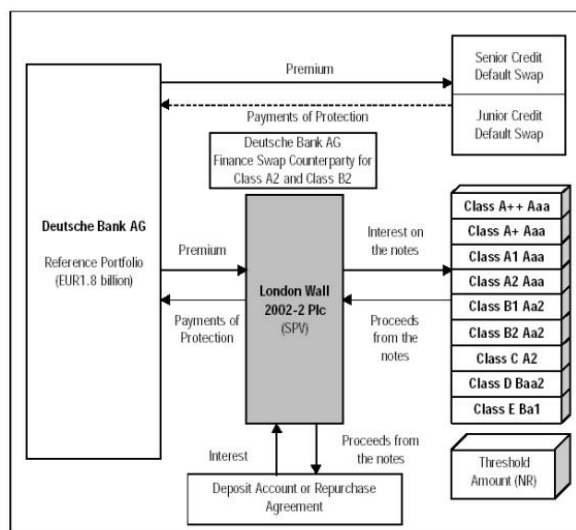 Senior Credit
Default Swap
Premium
Payments of Protection
Junior Credit
Default Swap
Deutsche Bank AG
Finance Swap Counterparty for
Class A2 and Class B2
Deutsche Bank AG
Reference Portfolio
(EUR1.8 billion)
Premium
Payments of
Protection
London Wall
2002-2 Plc
(SPV)
Interest on
the notes
Proceeds
from the
notes
Class A++ Aaa
Class A+ Aaa
Class A1 Aaa
Class A2 Aaa
Class B1 Aa2
Class B2 Aa2
Class C A2
Class D Baa2
Class E Ba1
Interest
Proceeds from
the notes
Deposit Account or Repurchase
Agreement
Threshold
Amount (NR)